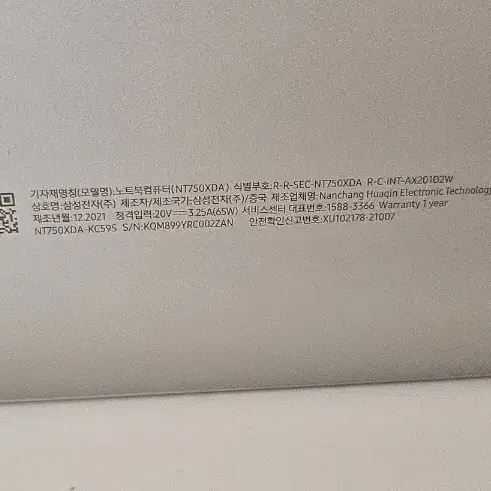 기자재명칭(모델명):노트북컴퓨터(NT750XDA) 식별부호:R-R-SEC-NT750XDA R-C-INT-AX201D2W
상호명:삼성전자(주) 제조자/제조국가:삼성전자(주)/중국 제조업체명:Nanchang Huaqin Electronic Technology
제조년월:12.2021 정격입력:20V⎓3.25A(65W) 서비스센터 대표번호:1588-3366 Warranty 1 year
NT750XDA-KC59S S/N:KQM899YRC002ZAN 안전확인신고번호:XU102178-21007